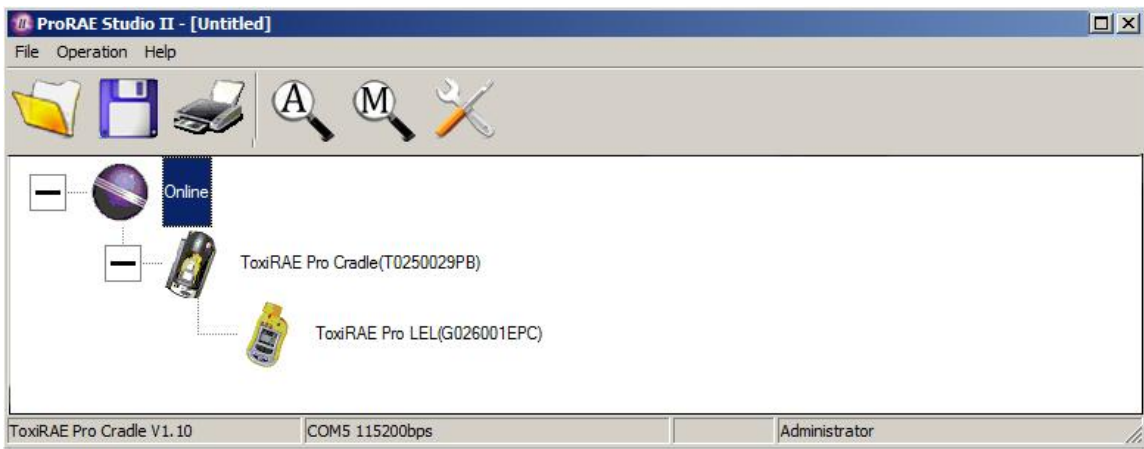 ProRAE Studio II - [Untitled]
File Operation Help
A M
Online
ToxiRAE Pro Cradle(T0250029PB)
ToxiRAE Pro LEL(G026001EPC)
ToxiRAE Pro Cradle V1.10 COM5 115200bps Administrator